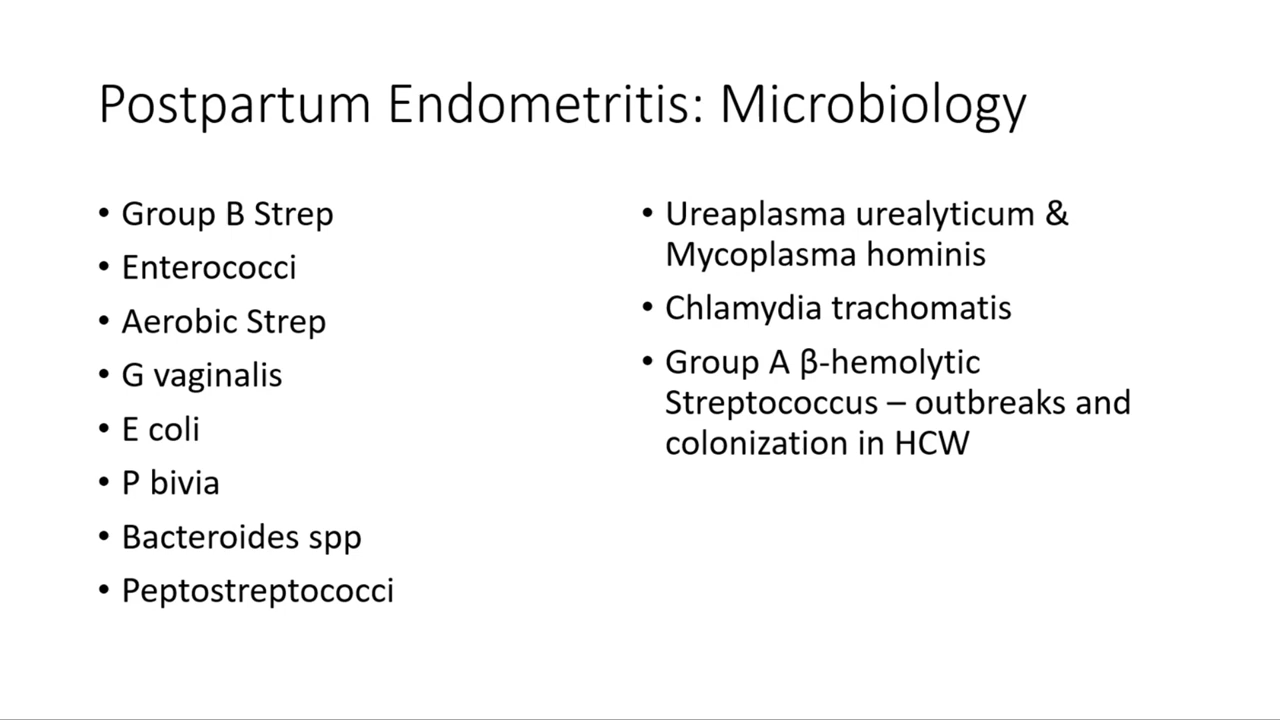 Postpartum Endometritis: Microbiology
• Group B Strep
• Enterococci
• Aerobic Strep
• G vaginalis
• E coli
• P bivia
• Bacteroides spp
• Peptostreptococci
• Ureaplasma urealyticum &
Mycoplasma hominis
• Chlamydia trachomatis
• Group A β-hemolytic
Streptococcus – outbreaks and
colonization in HCW